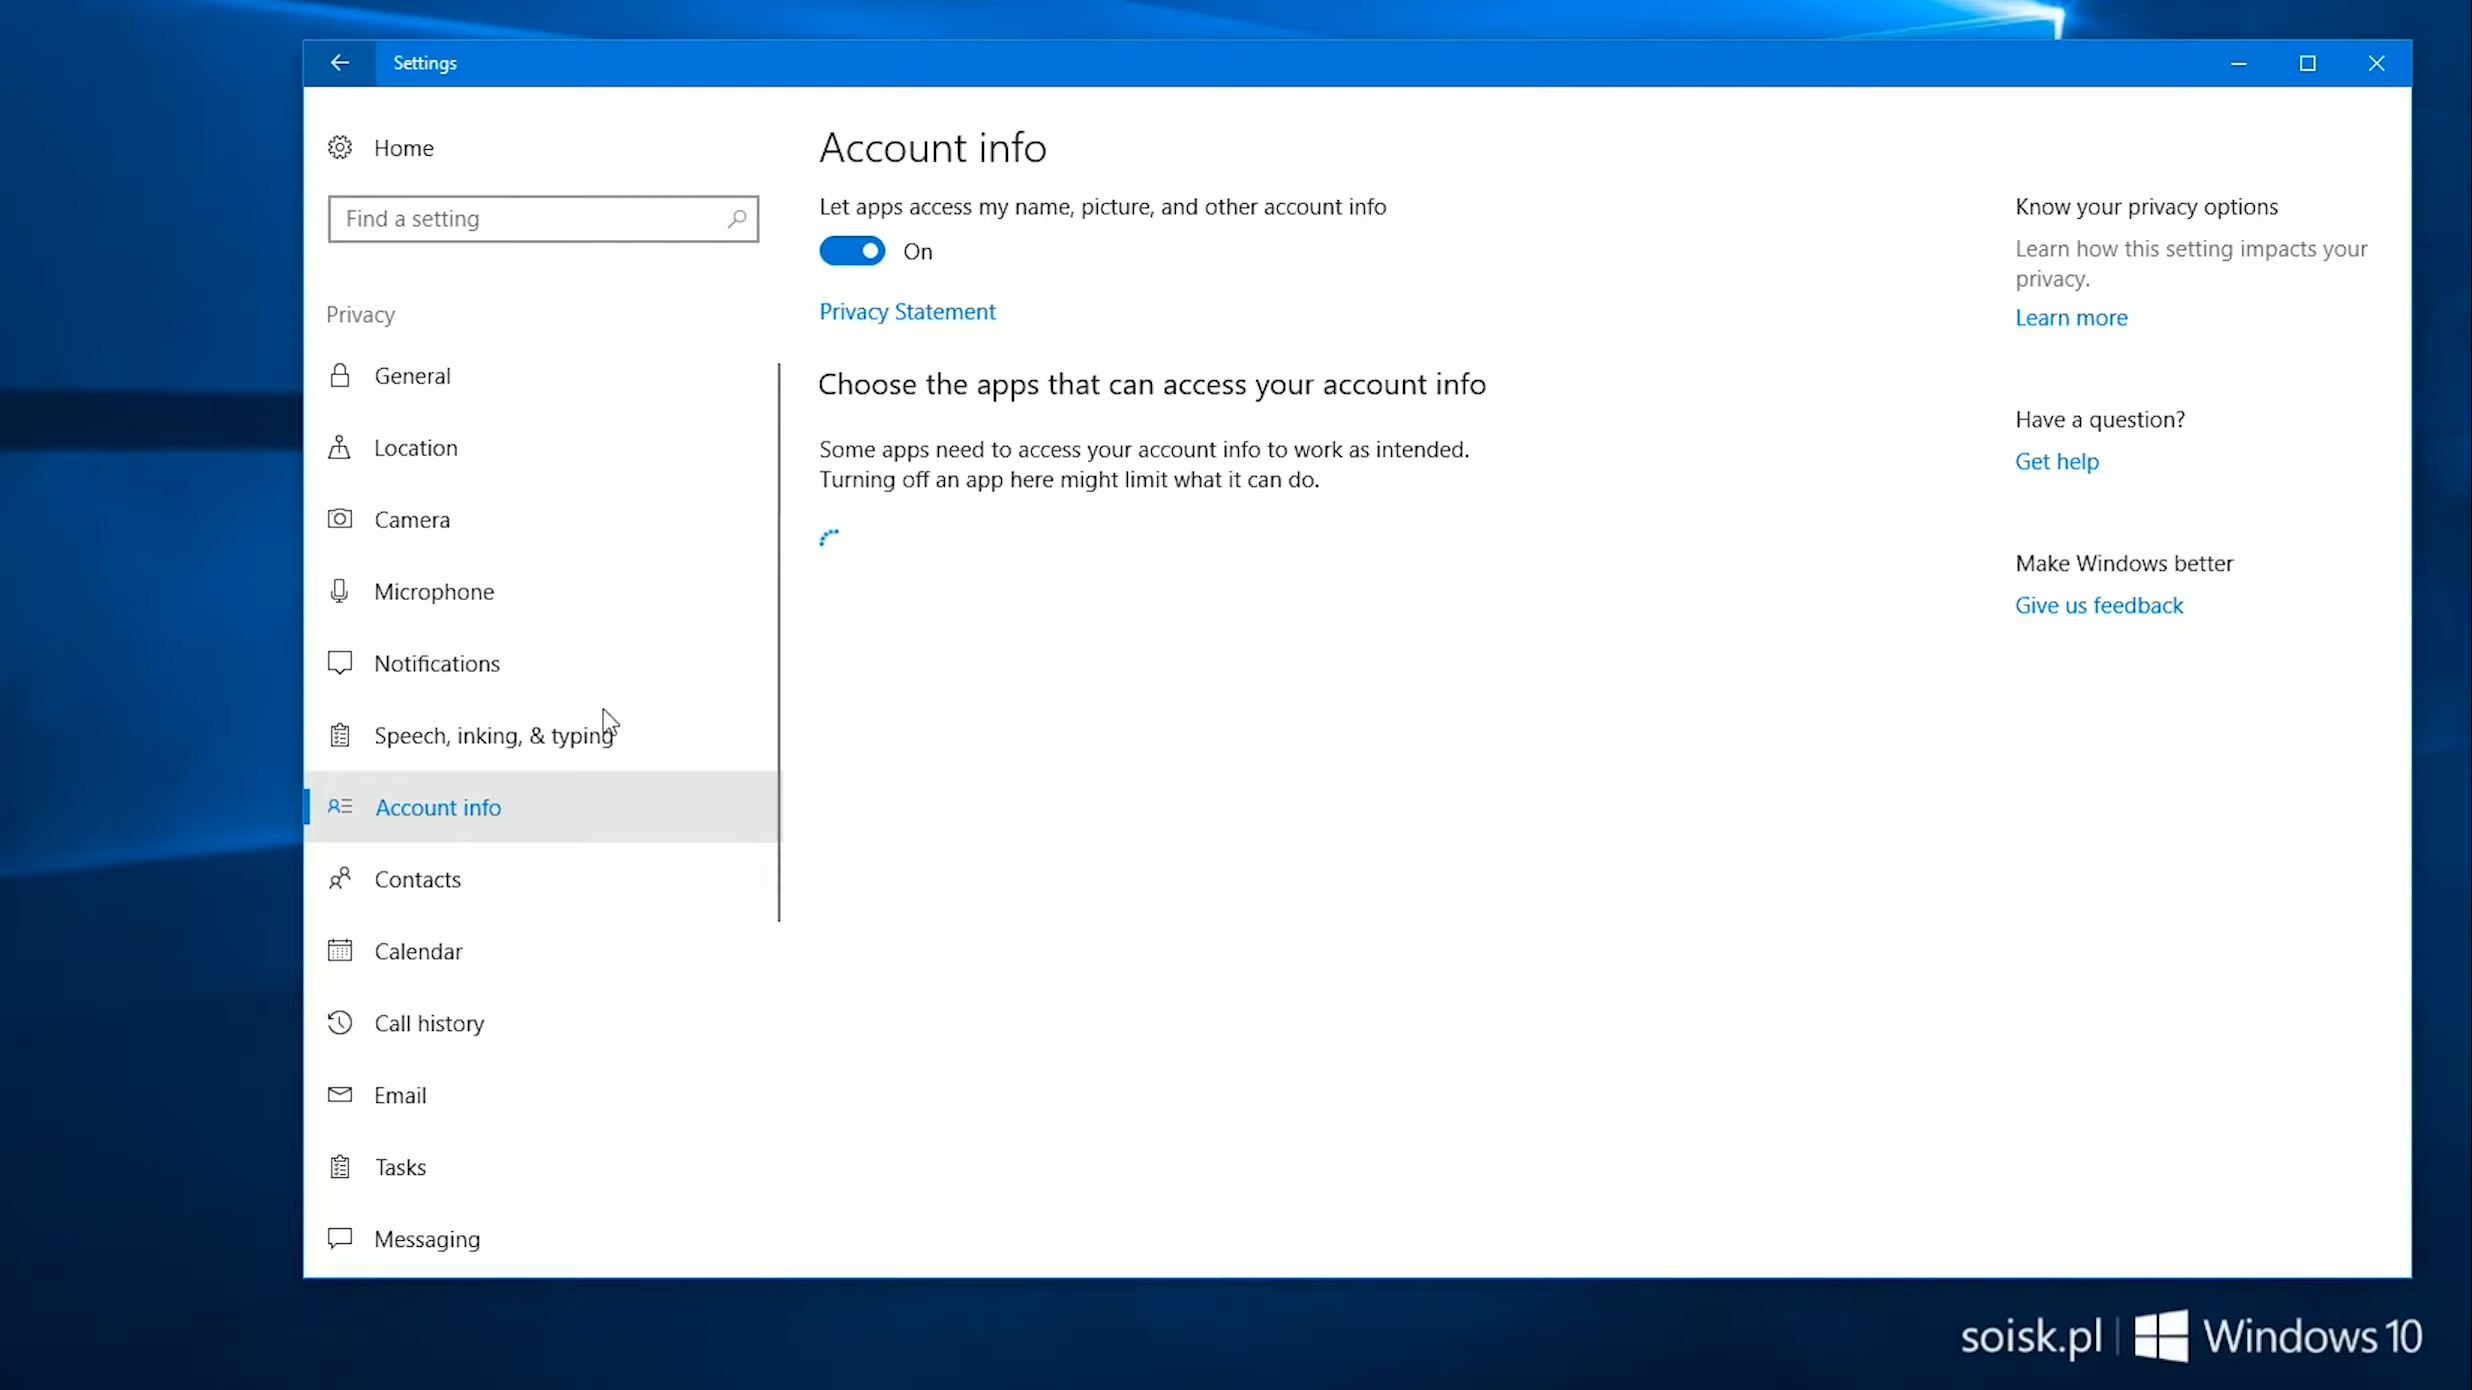 Settings
Home
Find a setting
Privacy
General
Location
Camera
Microphone
Notifications
Speech, inking, & typing
Account info
Contacts
Calendar
Call history
Email
Tasks
Messaging
Account info
Let apps access my name, picture, and other account info
On
Privacy Statement
Choose the apps that can access your account info
Some apps need to access your account info to work as intended.
Turning off an app here might limit what it can do.
Know your privacy options
Learn how this setting impacts your
privacy.
Learn more
Have a question?
Get help
Make Windows better
Give us feedback
soisk.pl | Windows 10